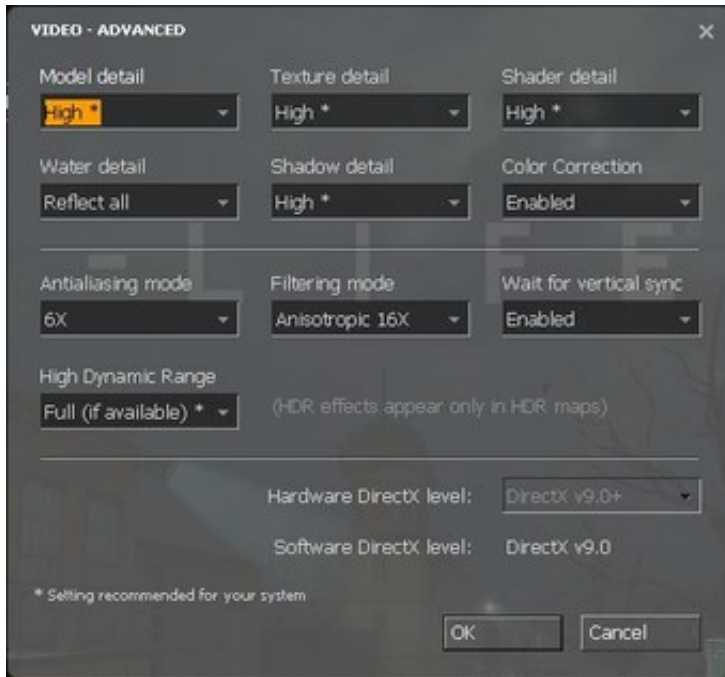 VIDEO - ADVANCED
Model detail Texture detail Shader detail
High * High * High *
Water detail Shadow detail Color Correction
Reflect all High * Enabled
- L I F E
Antialiasing mode Filtering mode Wait for vertical sync
6X Anisotropic 16X Enabled
High Dynamic Range
Full (if available) * (HDR effects appear only in HDR maps)
Hardware DirectX level: DirectX v9.0+
Software DirectX level: DirectX v9.0
* Setting recommended for your system
OK Cancel